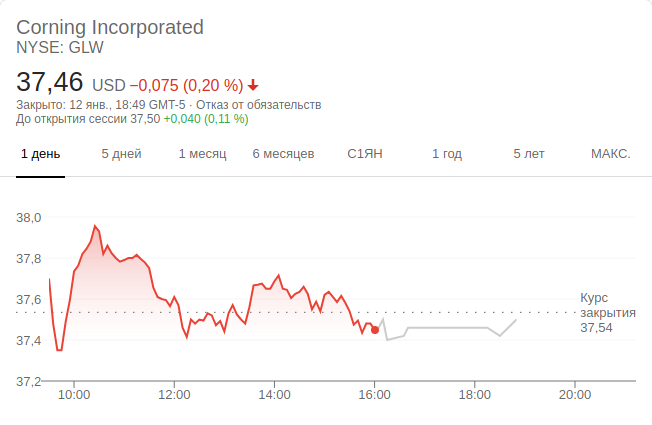 Corning Incorporated
NYSE: GLW
37,46 USD −0,075 (0,20 %)
Закрыто: 12 янв., 18:49 GMT-5 · Отказ от обязательств
До открытия сессии 37,50 +0,040 (0,11 %)
1 день 5 дней 1 месяц 6 месяцев С1ЯН 1 год 5 лет МАКС.
38,0
37,8
37,6
37,4
37,2
Курс
закрытия
37,54
10:00 12:00 14:00 16:00 18:00 20:00